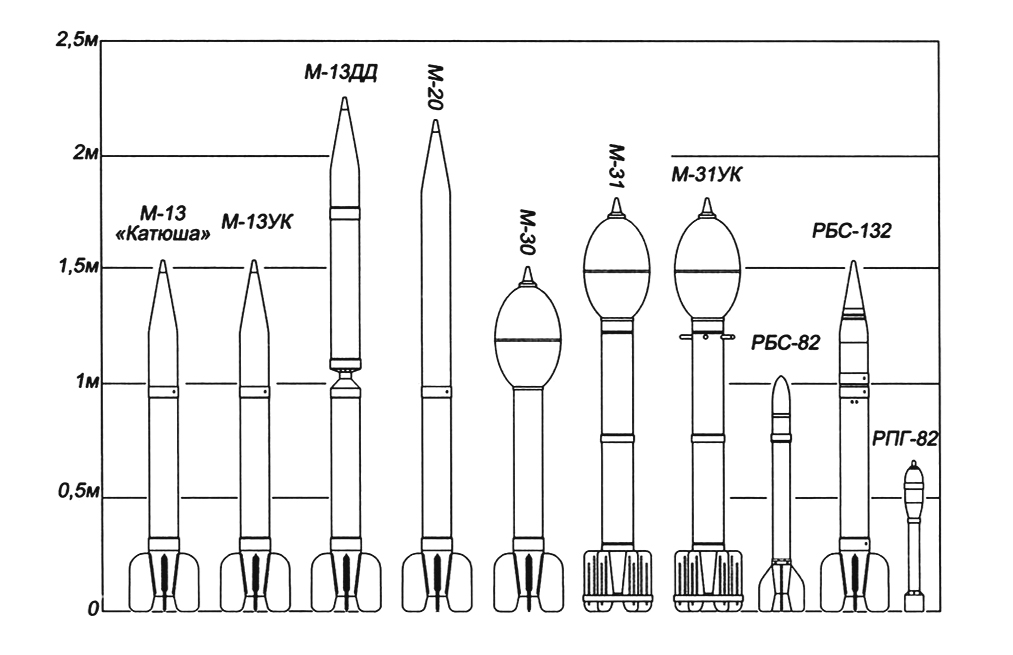 2,5м
М-13ДД
М-20
2м
М-31
М-31УК
М-13
«Катюша»
М-13УК
М-30
РБС-132
1,5м
РБС-82
1м
РПГ-82
0,5м
0